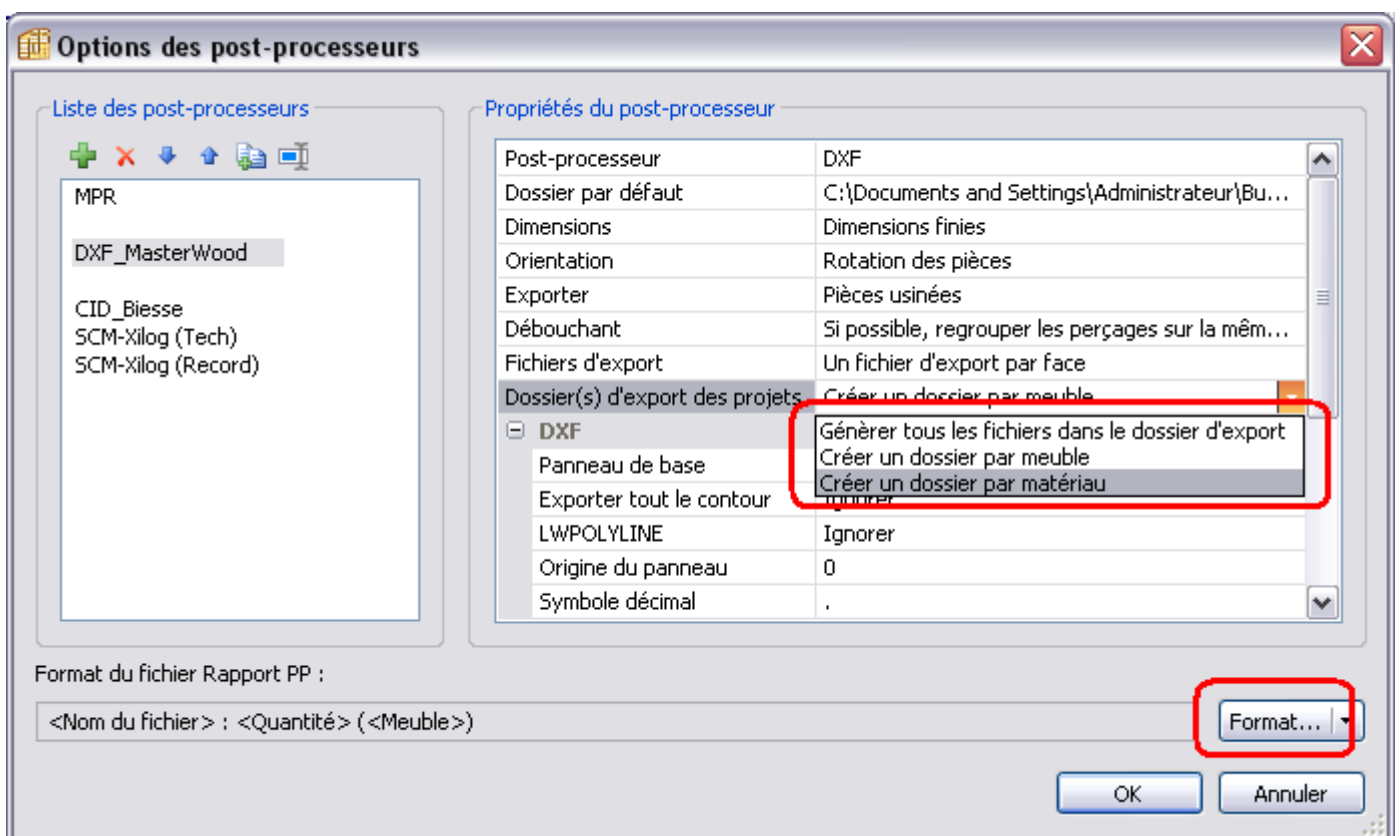 Options des post-processeurs
Liste des post-processeurs
MPR
DXF_MasterWood
CID_Biesse
SCM-Xilog (Tech)
SCM-Xilog (Record)
Propriétés du post-processeur
Post-processeur DXF
Dossier par défaut C:\Documents and Settings\Administrateur\Bu...
Dimensions Dimensions finies
Orientation Rotation des pièces
Exporter Pièces usinées
Débouchant Si possible, regrouper les perçages sur la mêm...
Fichiers d'export Un fichier d'export par face
Dossier(s) d'export des projets Créer un dossier par meuble
Génèrer tous les fichiers dans le dossier d'export
Créer un dossier par meuble
Créer un dossier par matériau
DXF
Panneau de base
Exporter tout le contour Ignorer
LWPOLYLINE Ignorer
Origine du panneau 0
Symbole décimal .
Format du fichier Rapport PP :
<Nom du fichier> : <Quantité> (<Meuble>)
Format...
OK Annuler